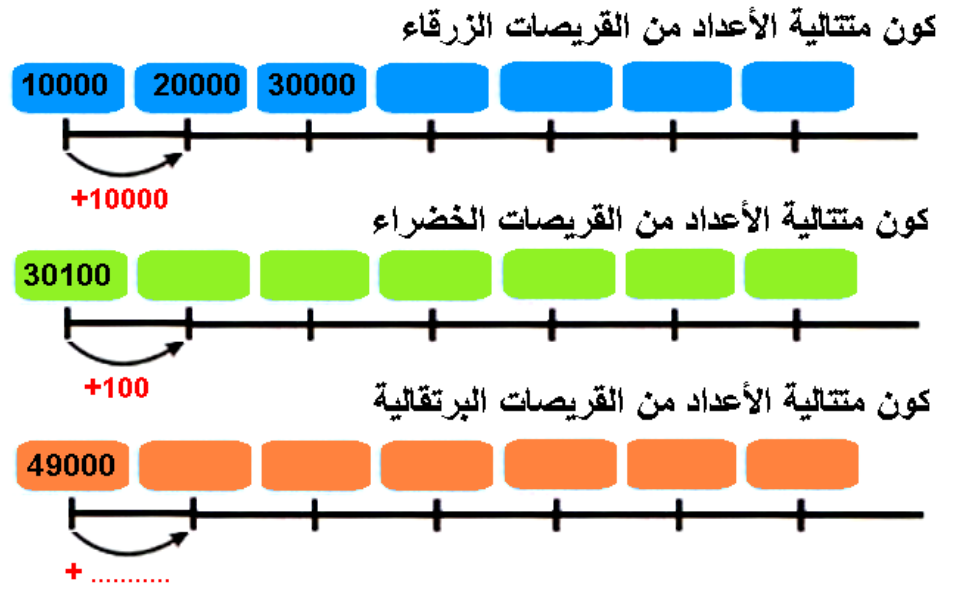 كون متتالية الأعداد من القريصات الزرقاء
10000 20000 30000
+10000
كون متتالية الأعداد من القريصات الخضراء
30100
+100
كون متتالية الأعداد من القريصات البرتقالية
49000
+ ...........